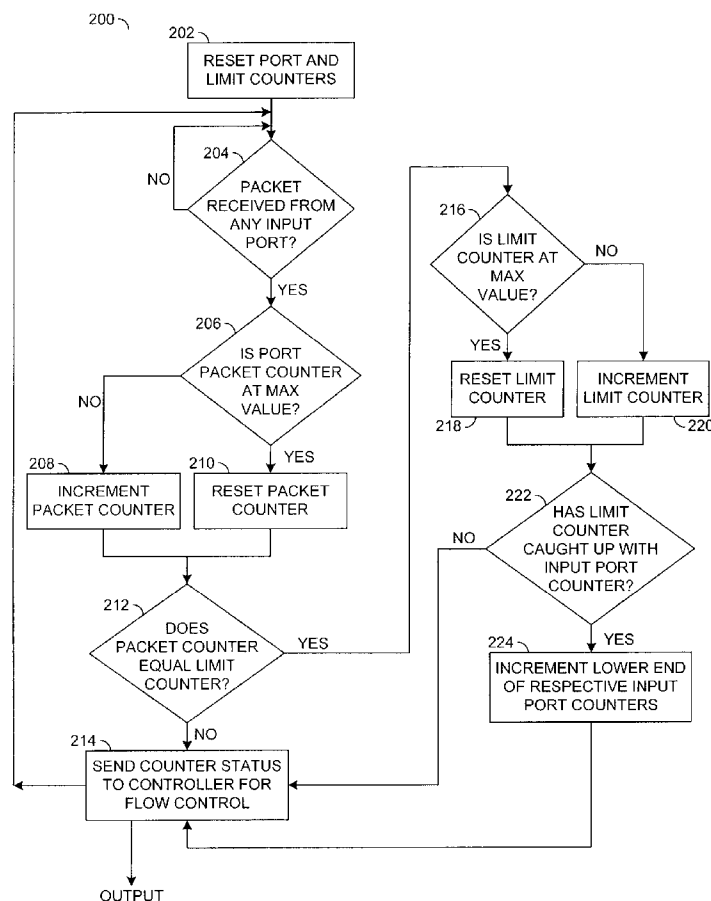 200
202
RESET PORT AND
LIMIT COUNTERS
204
NO
PACKET
RECEIVED FROM
ANY INPUT
PORT?
YES
206
IS PORT
PACKET COUNTER
AT MAX
VALUE?
NO
YES
208
INCREMENT
PACKET COUNTER
210
RESET PACKET
COUNTER
212
DOES
PACKET COUNTER
EQUAL LIMIT
COUNTER?
YES
NO
214
SEND COUNTER STATUS
TO CONTROLLER FOR
FLOW CONTROL
OUTPUT
216
IS LIMIT
COUNTER AT
MAX
VALUE?
NO
YES
RESET LIMIT
COUNTER
218
INCREMENT
LIMIT COUNTER
220
222
HAS LIMIT
COUNTER
CAUGHT UP WITH
INPUT PORT
COUNTER?
NO
YES
224
INCREMENT LOWER END
OF RESPECTIVE INPUT
PORT COUNTERS